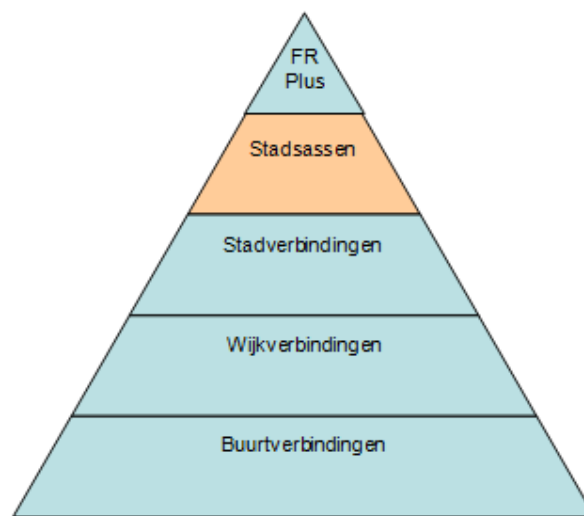 FR
Plus
Stadsassen
Stadverbindingen
Wijkverbindingen
Buurtverbindingen